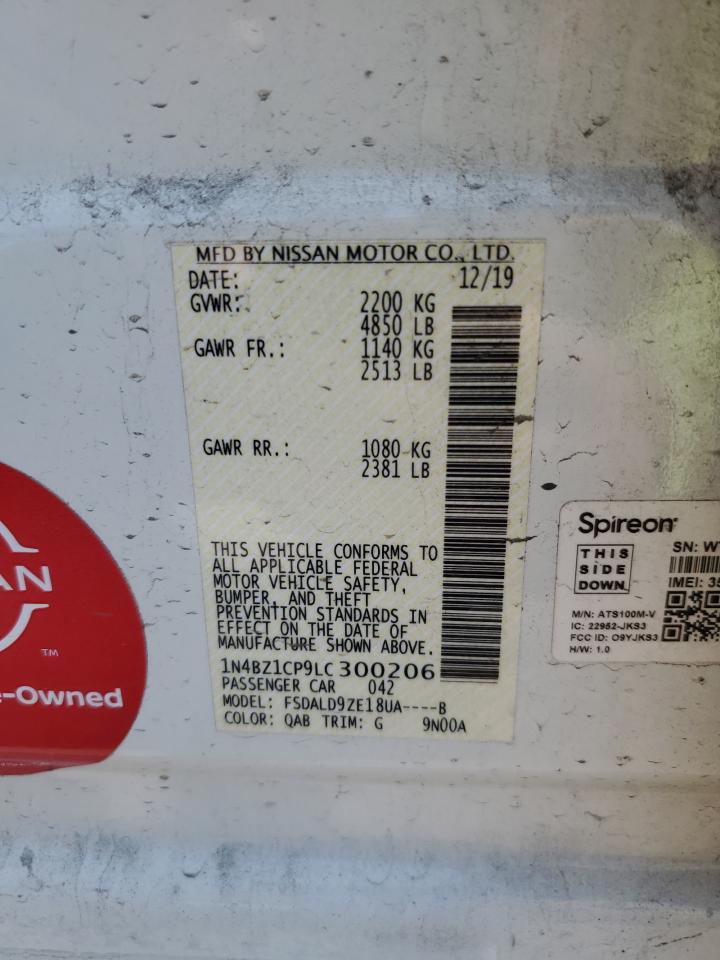 MFD BY NISSAN MOTOR CO., LTD.
DATE: 12/19
GVWR: 2200 KG
4850 LB
GAWR FR.: 1140 KG
2513 LB
GAWR RR.: 1080 KG
2381 LB
THIS VEHICLE CONFORMS TO
ALL APPLICABLE FEDERAL
MOTOR VEHICLE SAFETY,
BUMPER, AND THEFT
PREVENTION STANDARDS IN
EFFECT ON THE DATE OF
MANUFACTURE SHOWN ABOVE.
1N4BZ1CP9LC300206
PASSENGER CAR 042
MODEL: FSDALD9ZE18UA----B
COLOR: QAB TRIM: G 9N00A
Spireon
THIS
SIDE
DOWN.
SN: W
IMEI: 35
M/N: ATS100M-V
IC: 22952-JKS3
FCC ID: O9YJKS3
H/W: 1.0
AN
TM
e-Owned